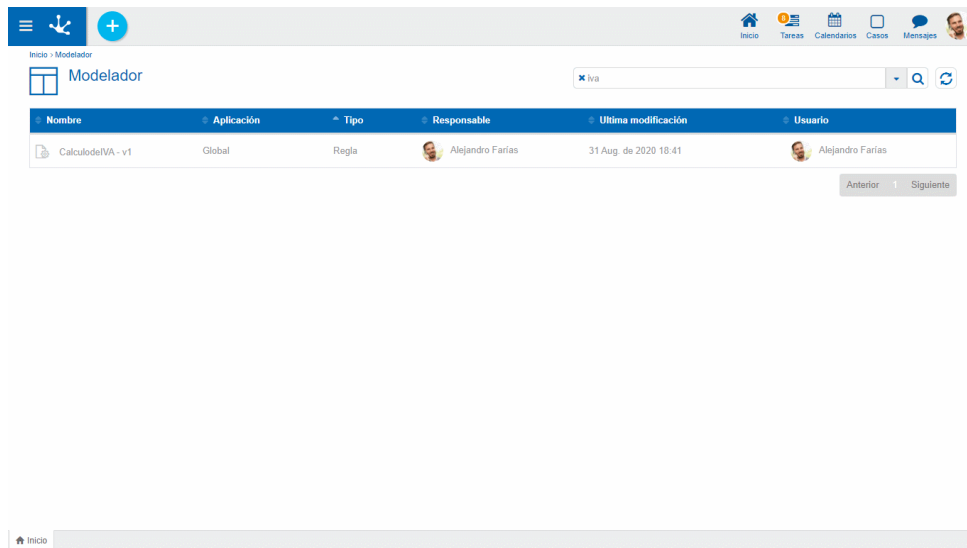 8
Inicio Tareas Calendarios Casos Mensajes
Inicio › Modelador
Modelador
× iva
Nombre Aplicación Tipo Responsable Ultima modificación Usuario
CalculodeIVA - v1 Global Regla Alejandro Farías 31 Aug. de 2020 18:41 Alejandro Farías
Anterior 1 Siguiente
Inicio